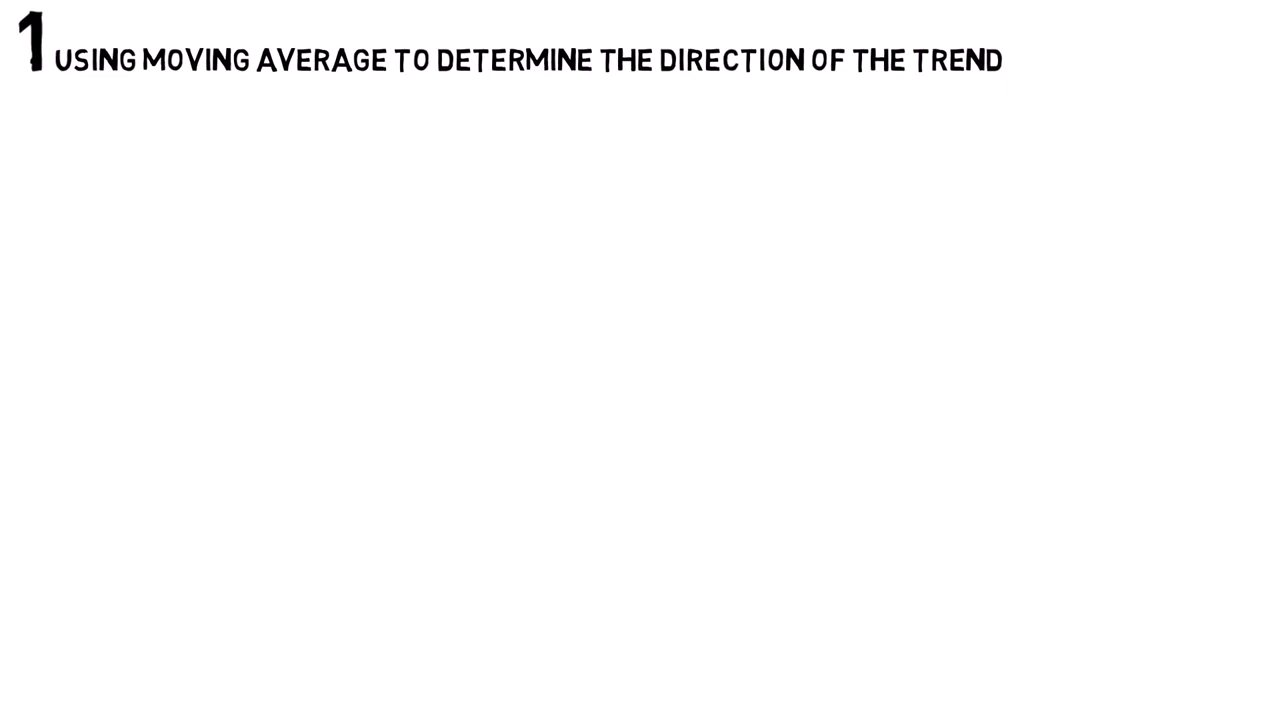 1 USING MOVING AVERAGE TO DETERMINE THE DIRECTION OF THE TREND